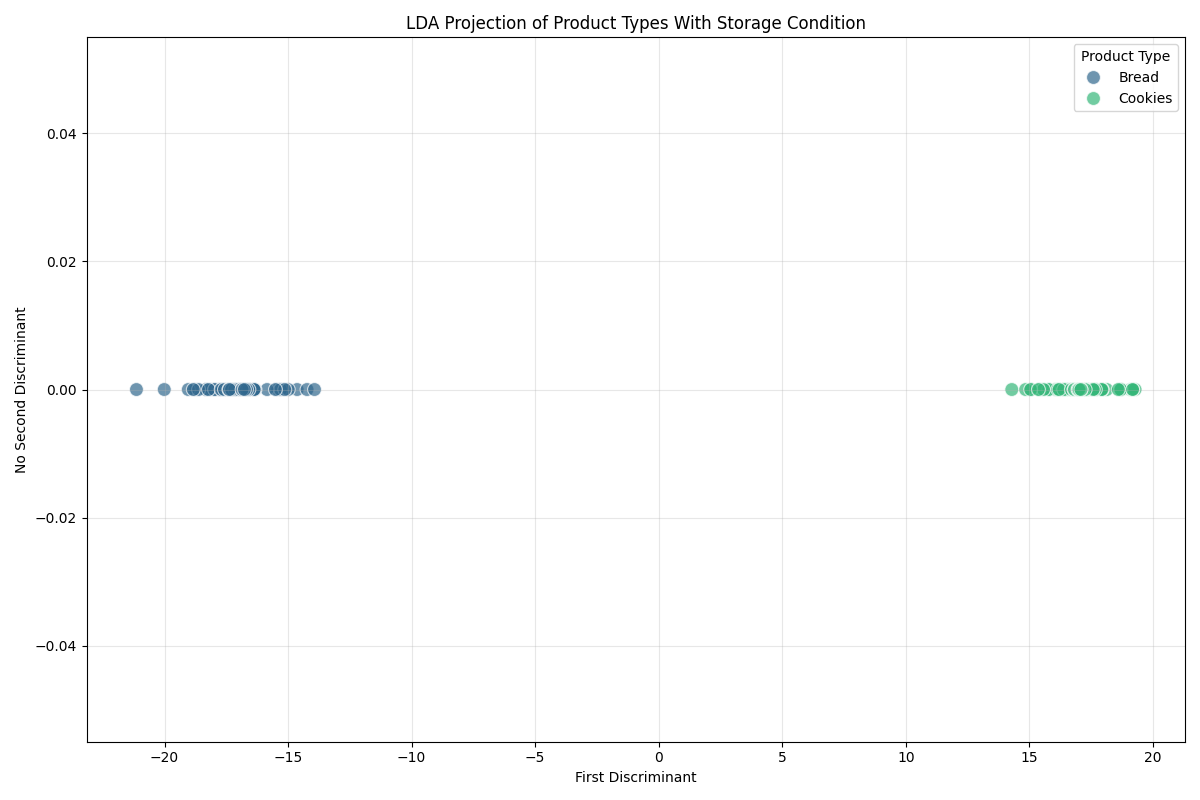 LDA Projection of Product Types With Storage Condition
Product Type
Bread
Cookies
0.04
0.02
0.00
−0.02
−0.04
No Second Discriminant
−20
−15
−10
−5
0
5
10
15
20
First Discriminant